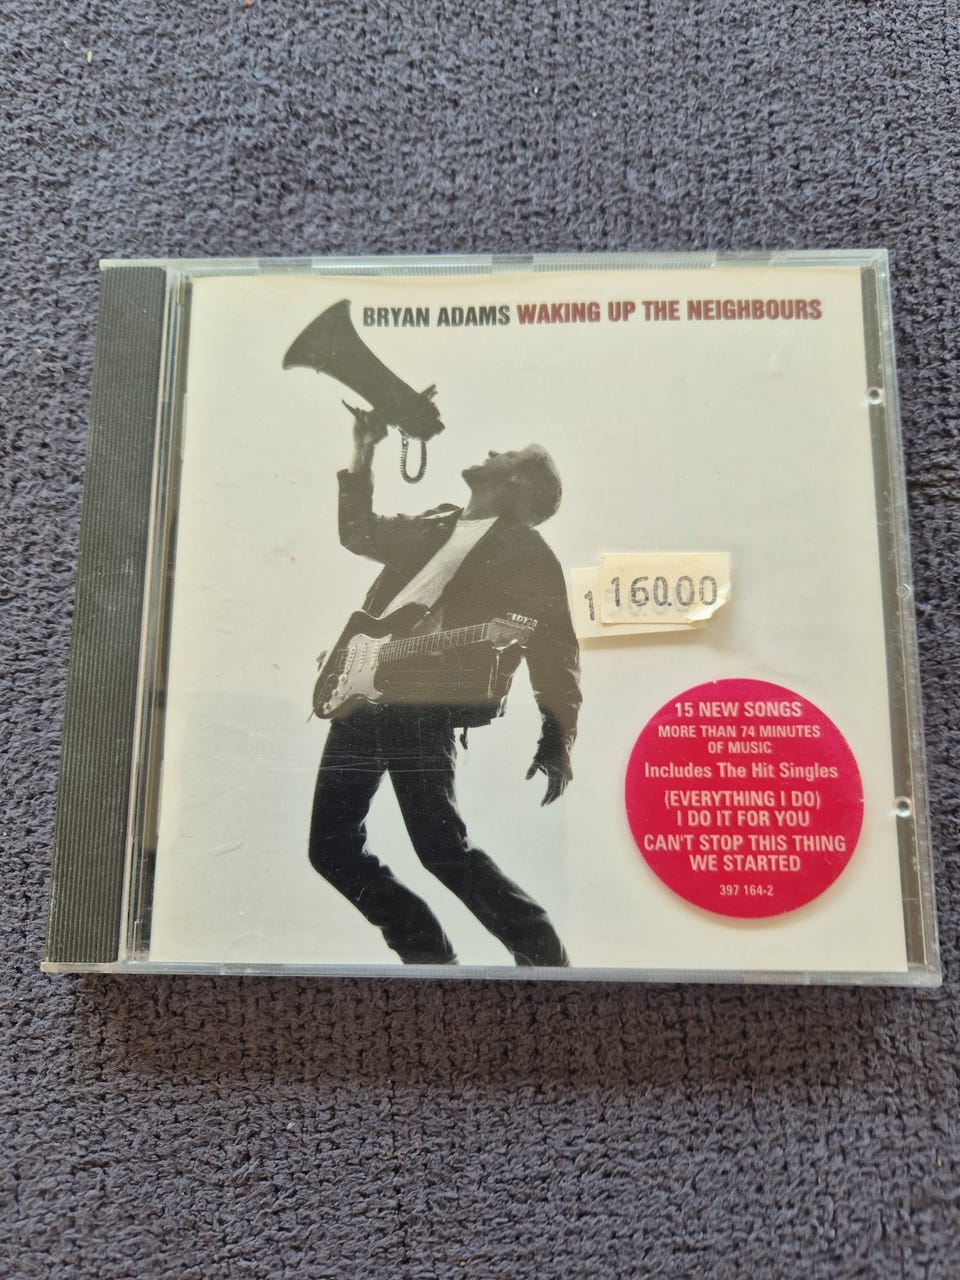 BRYAN ADAMS WAKING UP THE NEIGHBOURS
160.00
15 NEW SONGS
MORE THAN 74 MINUTES
OF MUSIC
Includes The Hit Singles
(EVERYTHING I DO)
I DO IT FOR YOU
CAN'T STOP THIS THING
WE STARTED
397 164-2